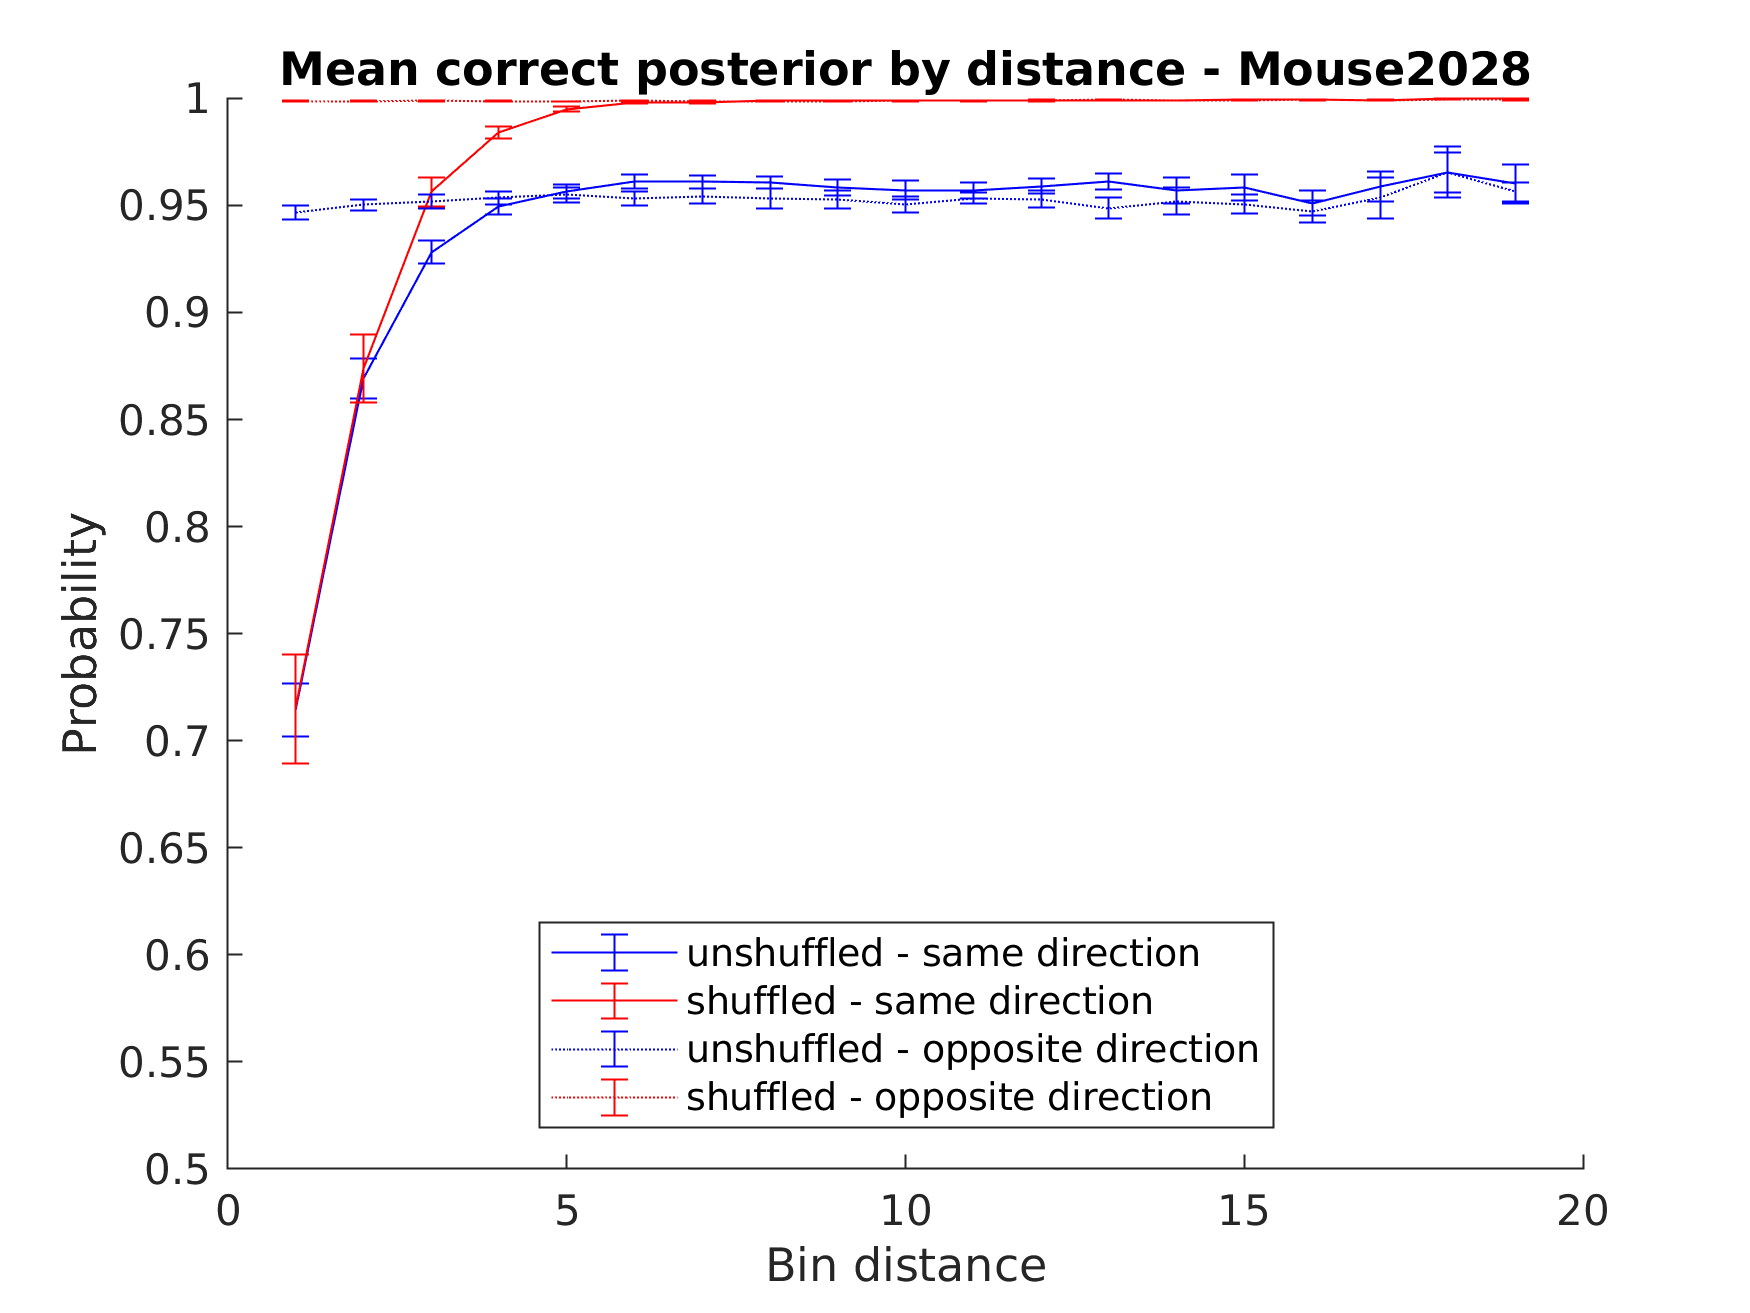 Mean correct posterior by distance - Mouse2028
1
0.95
0.9
0.85
0.8
0.75
0.7
0.65
0.6
0.55
0.5
Probability
unshuffled - same direction
shuffled - same direction
unshuffled - opposite direction
shuffled - opposite direction
0 5 10 15 20
Bin distance